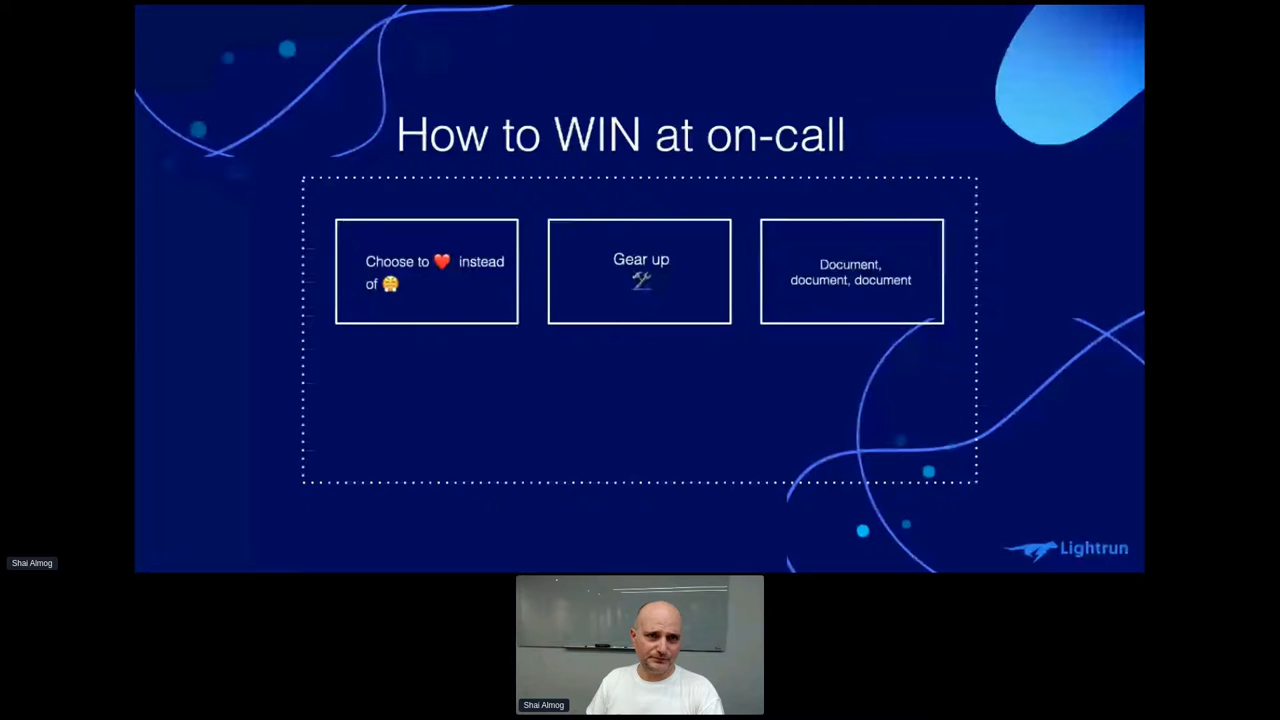 How to WIN at on-call
Choose to ❤️ instead
of 😤
Gear up
🛠️
Document,
document, document
Lightrun
Shai Almog
Shai Almog